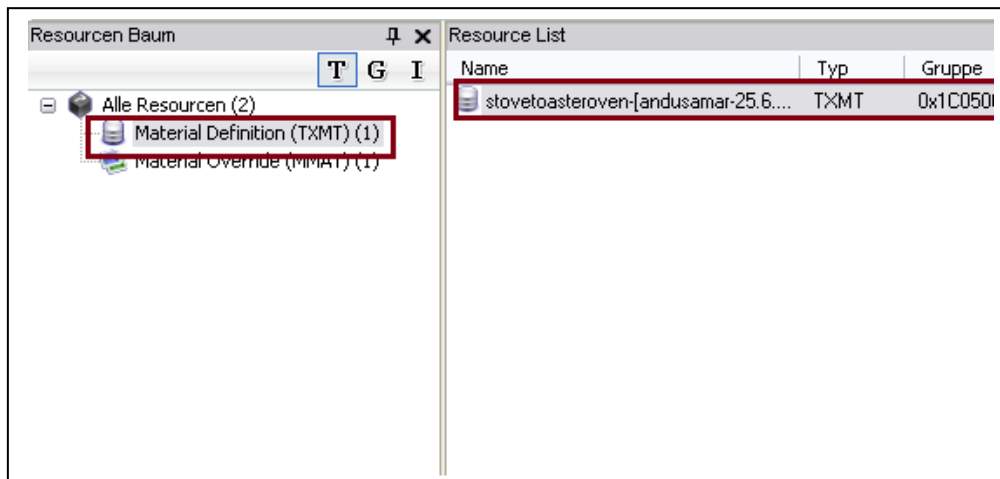 Resourcen Baum
T G I
Alle Resourcen (2)
Material Definition (TXMT) (1)
Material Override (MMAT) (1)
Resource List
Name Typ Gruppe
stovetoasteroven-[andusamar-25.6.... TXMT 0x1C050